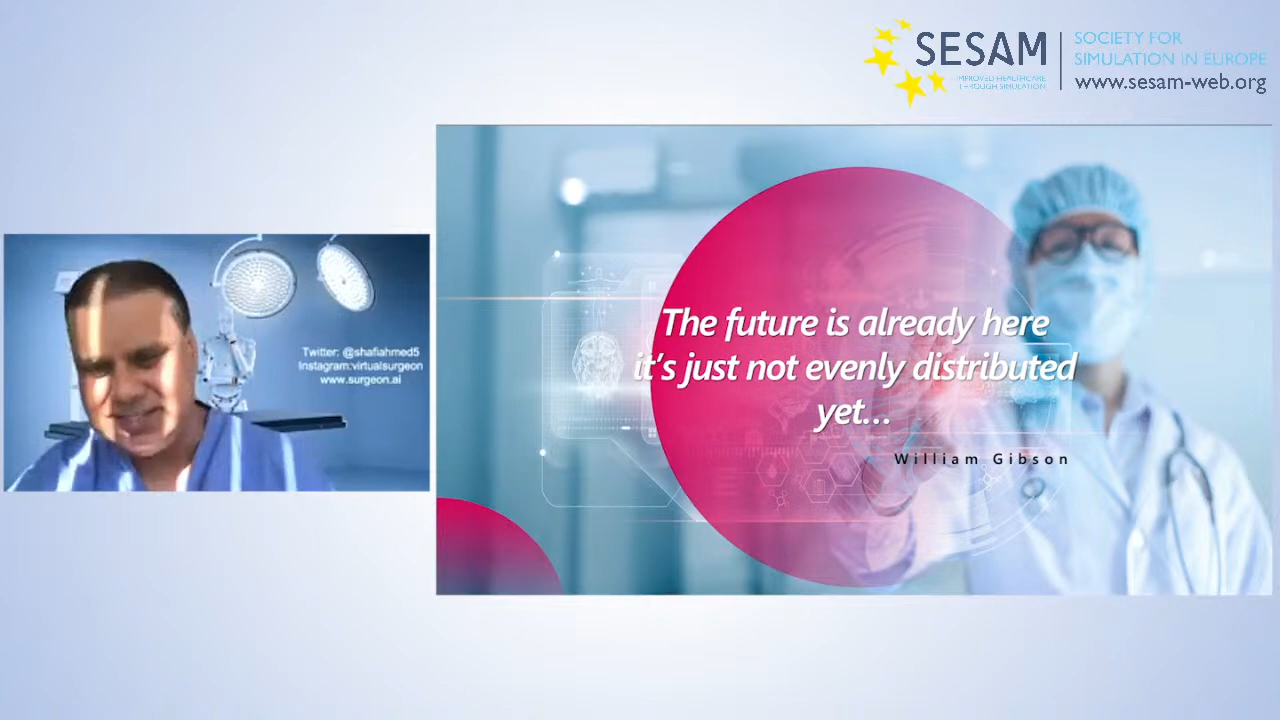 SESAM
IMPROVED HEALTHCARE
THROUGH SIMULATION
SOCIETY FOR
SIMULATION IN EUROPE
www.sesam-web.org
Twitter: @shafiahmed5
Instagram:virtualsurgeon
www.surgeon.ai
The future is already here
it's just not evenly distributed
yet...
William Gibson